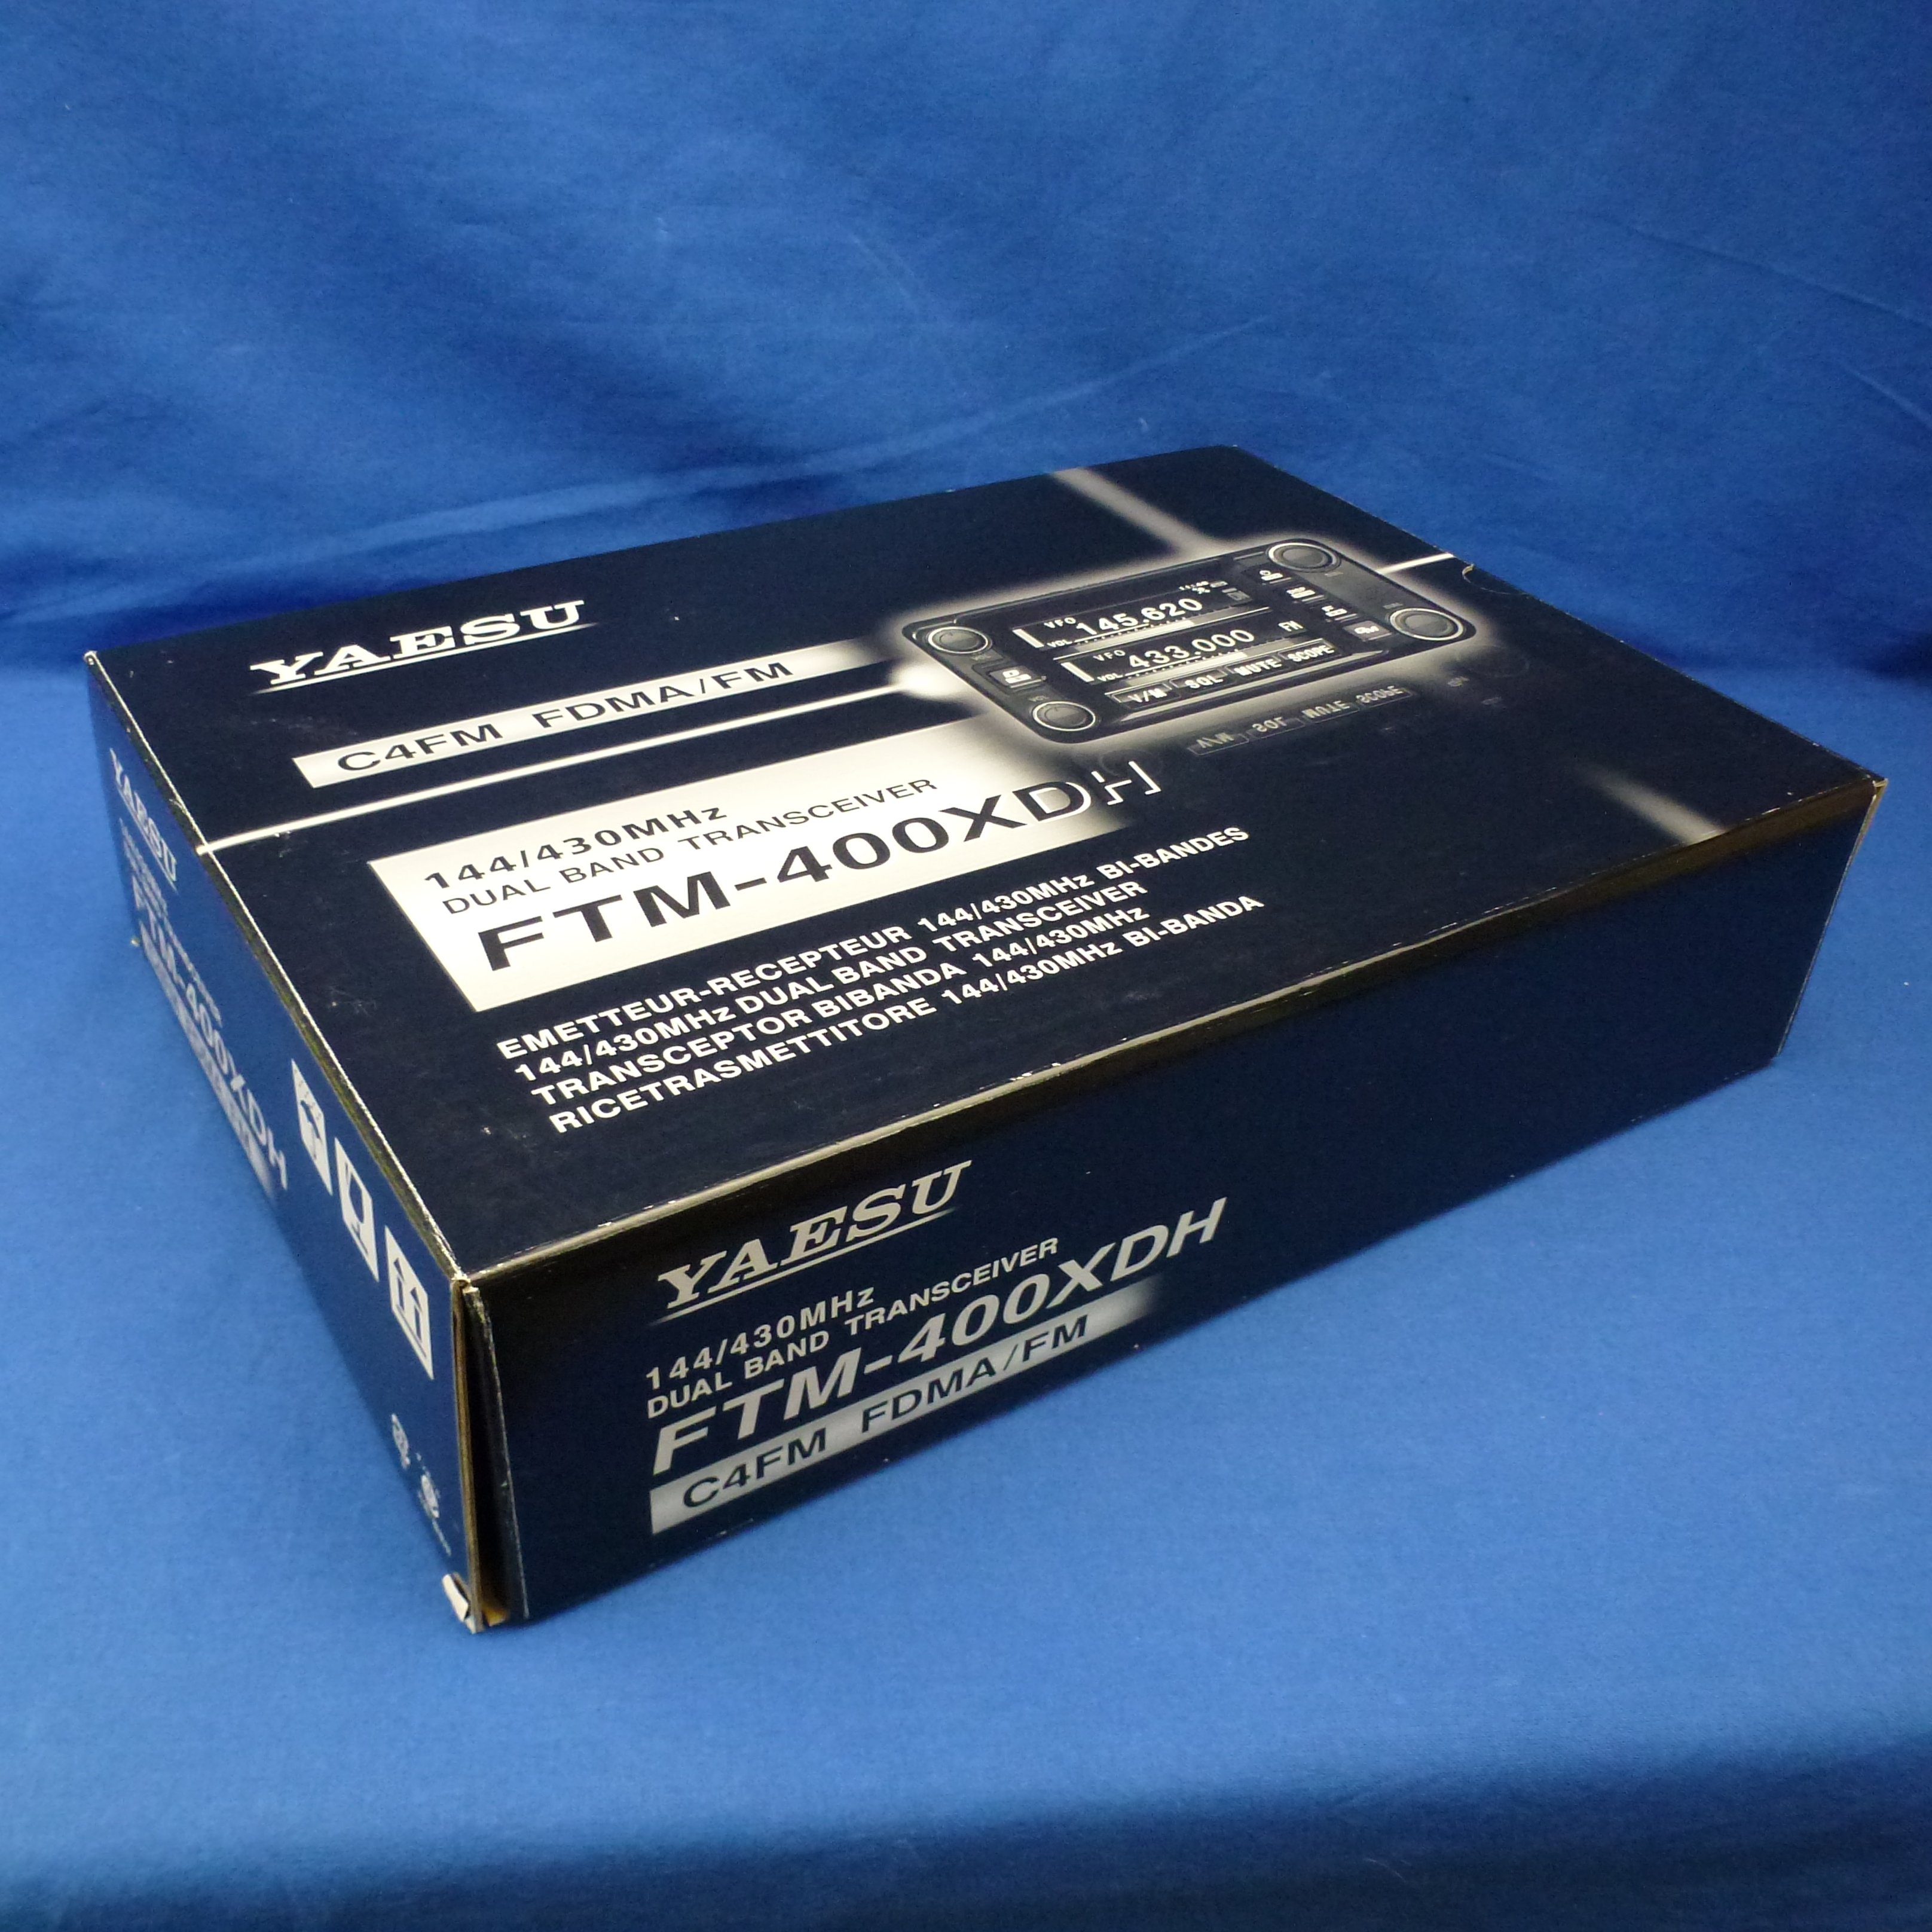 YAESU
C4FM FDMA/FM
VFO 145.620
VOL
VFO 433.000 FM
VOL
V/M SQL MUTE SCOPE
144/430MHz
DUAL BAND TRANSCEIVER
FTM-400XDH
EMETTEUR-RECEPTEUR 144/430MHz BI-BANDES
144/430MHz DUAL BAND TRANSCEIVER
TRANSCEPTOR BIBANDA 144/430MHz
RICETRASMETTITORE 144/430MHz BI-BANDA
YAESU
FTM-400XDH
YAESU
144/430MHz
DUAL BAND TRANSCEIVER
FTM-400XDH
C4FM FDMA/FM